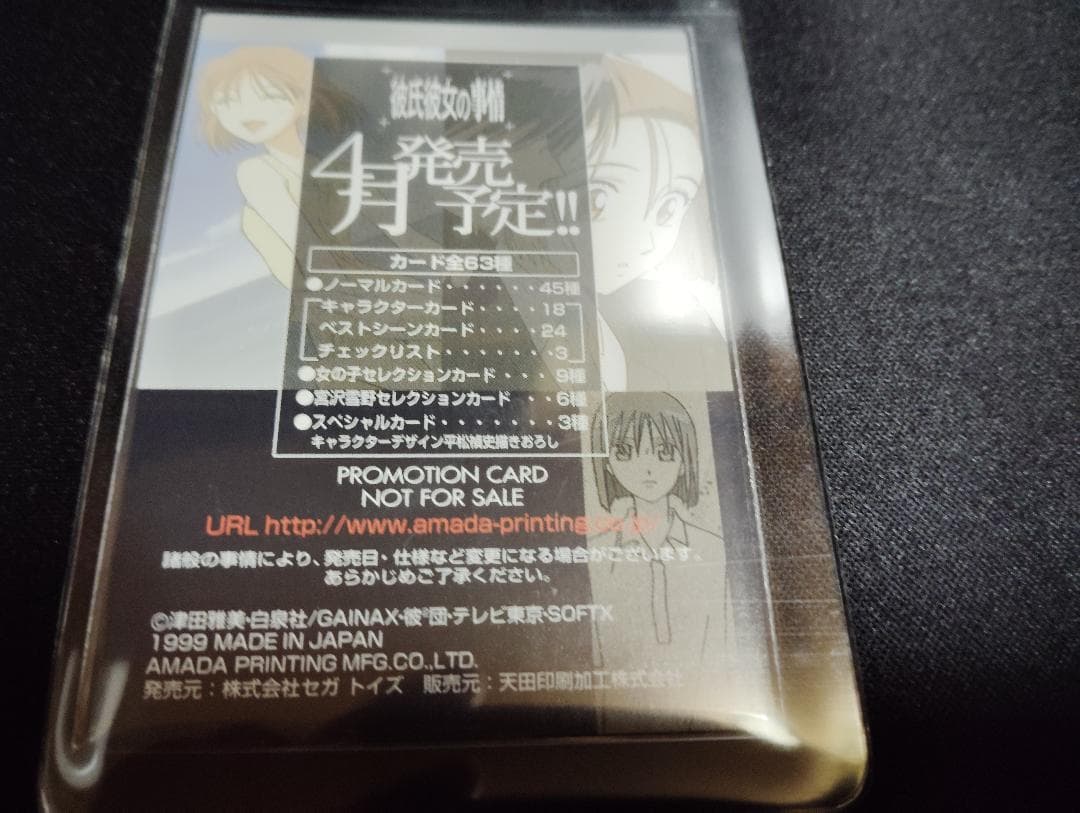 彼氏彼女の事情
4月発売予定!!
カード全63種
●ノーマルカード・・・・・・45種
キャラクターカード・・・・18
ベストシーンカード・・・・24
チェックリスト・・・・・・・3
●女の子セレクションカード・・・9種
●宮沢雪野セレクションカード・・6種
●スペシャルカード・・・・・・・3種
キャラクターデザイン平松禎史描きおろし
PROMOTION CARD
NOT FOR SALE
URL http://www.amada-printing.co.jp/
諸般の事情により、発売日・仕様など変更になる場合がございます。
あらかじめご了承ください。
©津田雅美・白泉社/GAINAX・彼²団・テレビ東京・SOFTX
1999 MADE IN JAPAN
AMADA PRINTING MFG.CO.,LTD.
発売元：株式会社セガ トイズ 販売元：天田印刷加工株式会社